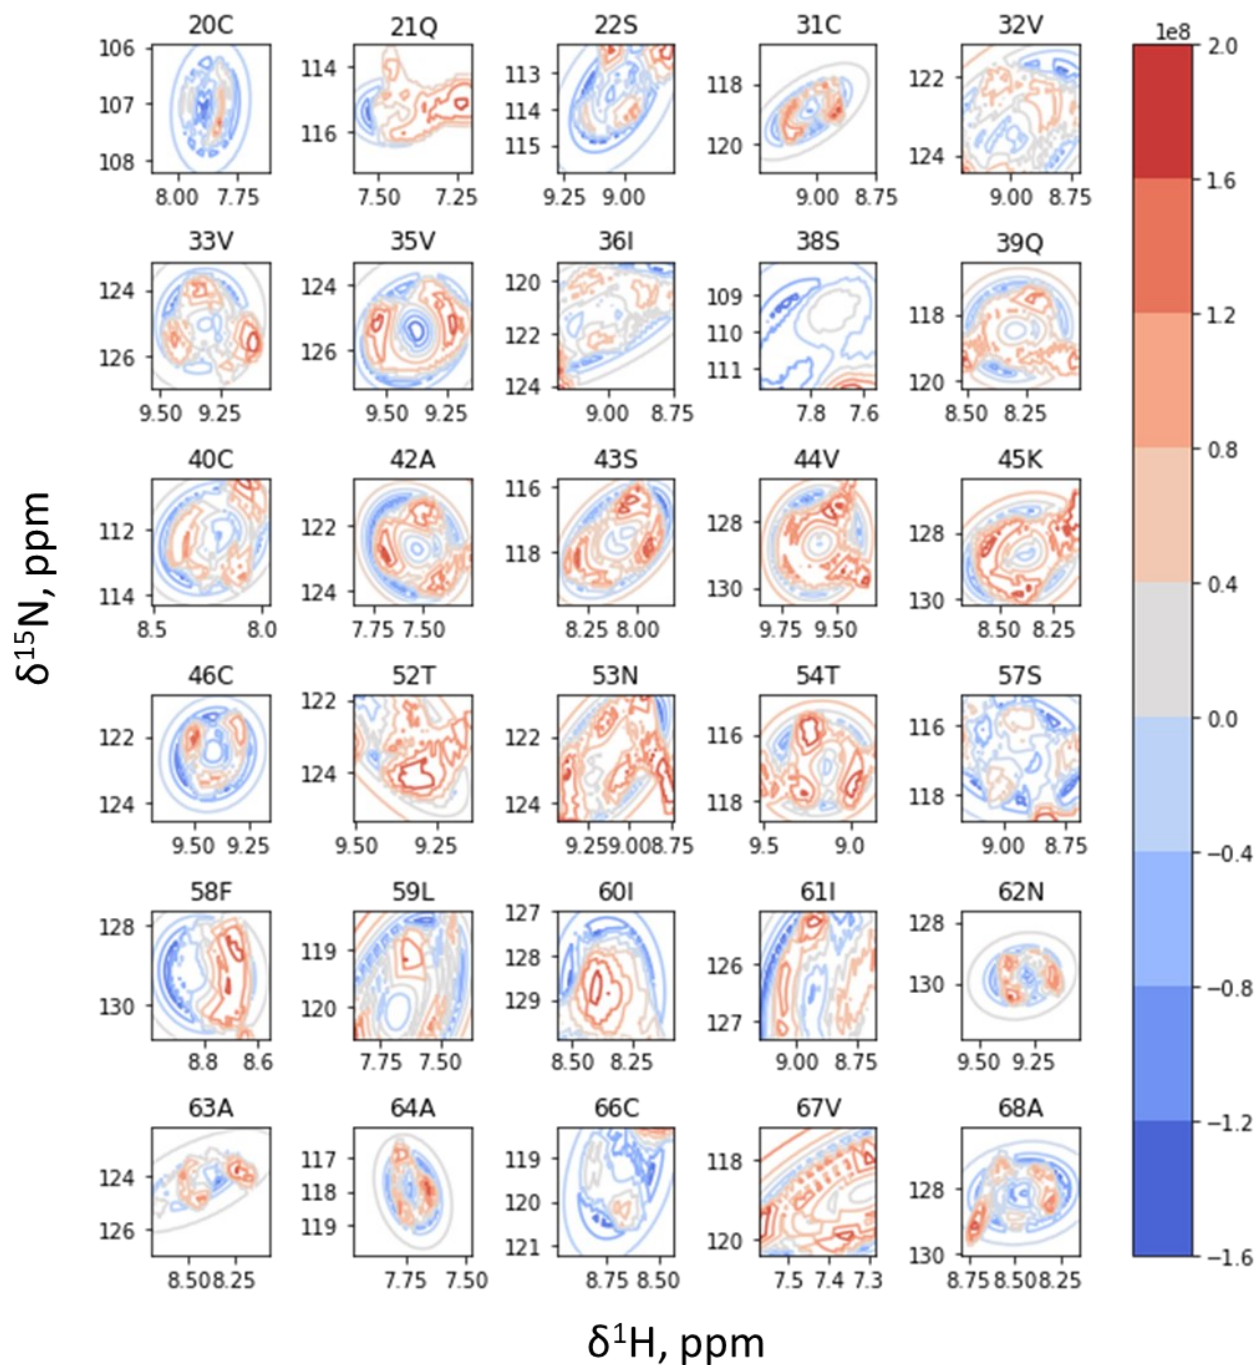 20C 21Q 22S 31C 32V 1e8
106 107 108 114 116 113 114 115 118 120 122 124 2.0
8.00 7.75 7.50 7.25 9.25 9.00 9.00 8.75 9.00 8.75 1.6
33V 35V 36I 38S 39Q
124 126 124 126 120 122 124 109 110 111 118 120 1.2
9.50 9.25 9.50 9.25 9.00 8.75 7.8 7.6 8.50 8.25
40C 42A 43S 44V 45K 0.8
112 114 122 124 116 118 128 130 128 130 0.4
8.5 8.0 7.75 7.50 8.25 8.00 9.75 9.50 8.50 8.25
46C 52T 53N 54T 57S 0.0
122 124 122 124 122 124 116 118 116 118
9.50 9.25 9.50 9.25 9.259.008.75 9.5 9.0 9.00 8.75 −0.4
58F 59L 60I 61I 62N
128 130 119 120 127 128 129 126 127 128 130 −0.8
8.8 8.6 7.75 7.50 8.50 8.25 9.00 8.75 9.50 9.25
63A 64A 66C 67V 68A −1.2
124 126 117 118 119 119 120 121 118 120 128 130 −1.6
8.508.25 7.75 7.50 8.75 8.50 7.5 7.4 7.3 8.758.508.25
δ¹⁵N, ppm
δ¹H, ppm